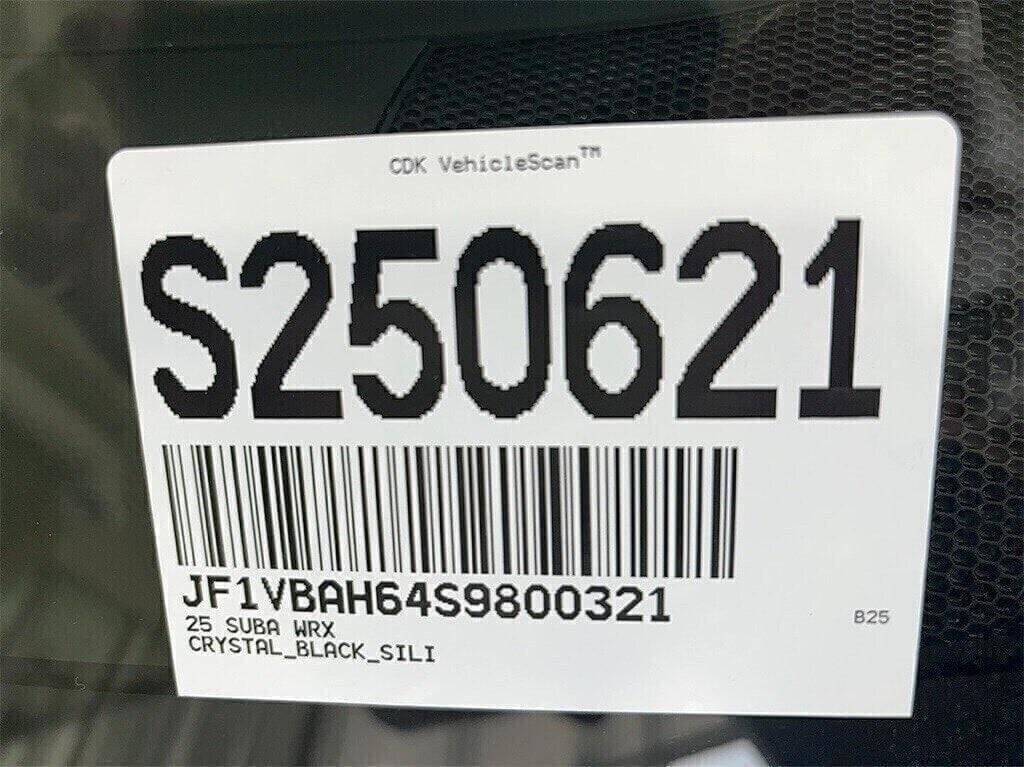 CDK VehicleScan™
S250621
JF1VBAH64S9800321
25 SUBA WRX
B25
CRYSTAL_BLACK_SILI